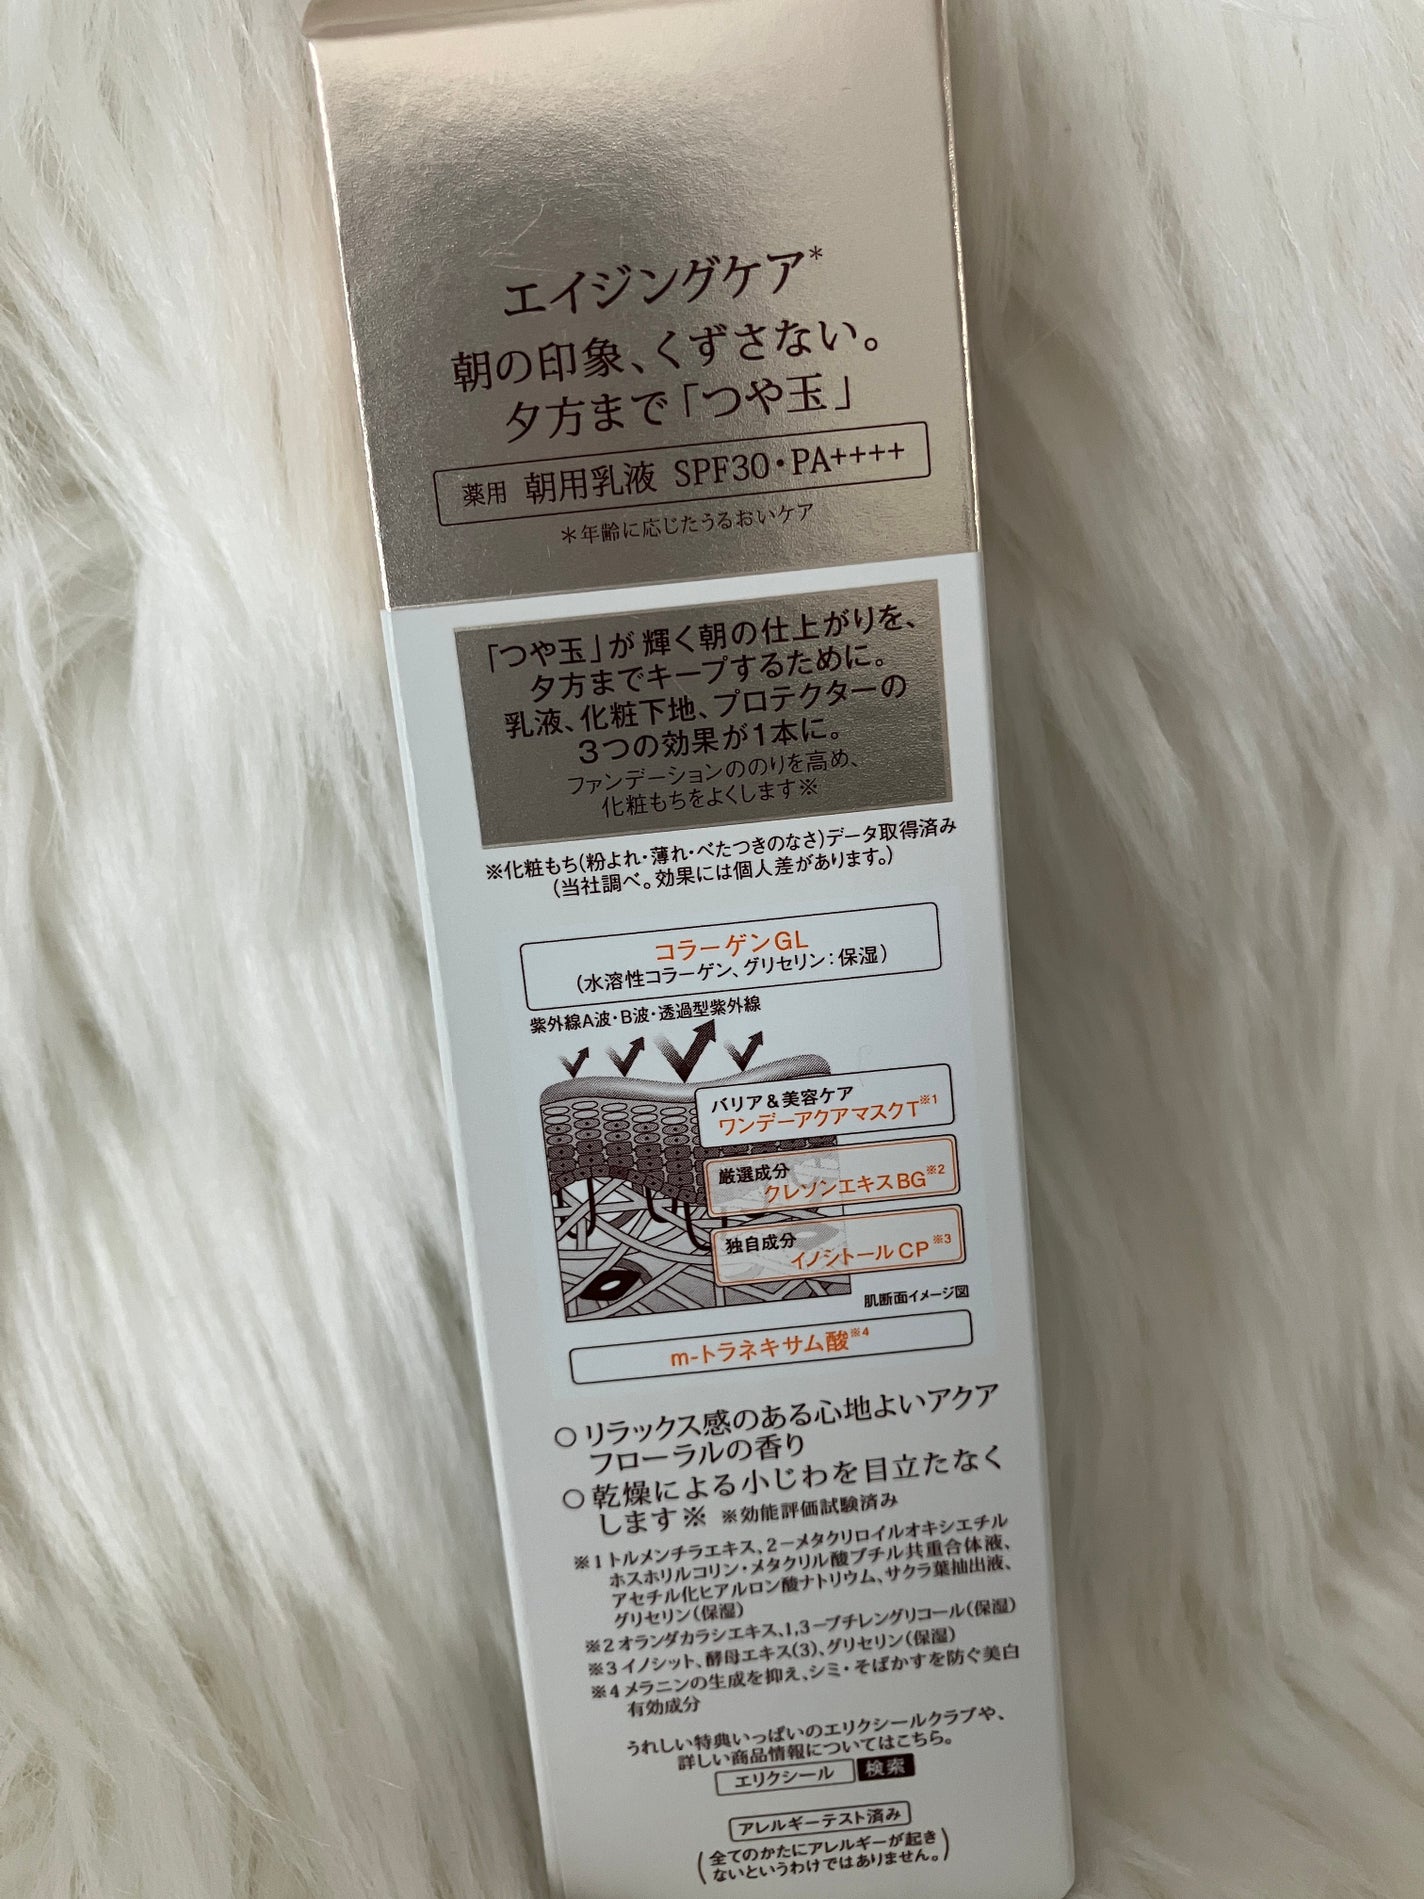 エイジングケア*
朝の印象、くずさない。
夕方まで「つや玉」
薬用 朝用乳液 SPF30・PA++++
*年齢に応じたうるおいケア
「つや玉」が輝く朝の仕上がりを、
夕方までキープするために。
乳液、化粧下地、プロテクターの
3つの効果が1本に。
ファンデーションののりを高め、
化粧もちをよくします※
※化粧もち(粉よれ・薄れ・べたつきのなさ)データ取得済み
(当社調べ。効果には個人差があります。)
コラーゲンGL
(水溶性コラーゲン、グリセリン:保湿)
紫外線A波・B波・透過型紫外線
バリア&美容ケア
ワンデーアクアマスクT※1
厳選成分
クレソンエキスBG※2
独自成分
イノシトールCP※3
肌断面イメージ図
m-トラネキサム酸※4
○リラックス感のある心地よいアクア
フローラルの香り
○乾燥による小じわを目立たなく
します※ ※効能評価試験済み
※1トルメンチラエキス、2ーメタクリロイルオキシエチル
ホスホリルコリン・メタクリル酸ブチル共重合体液、
アセチル化ヒアルロン酸ナトリウム、サクラ葉抽出液、
グリセリン(保湿)
※2オランダカラシエキス、1,3ーブチレングリコール(保湿)
※3イノシット、酵母エキス(3)、グリセリン(保湿)
※4メラニンの生成を抑え、シミ・そばかすを防ぐ美白
有効成分
うれしい特典いっぱいのエリクシールクラブや、
詳しい商品情報についてはこちら。
エリクシール 検索
アレルギーテスト済み
(全てのかたにアレルギーが起き
ないというわけではありません。)